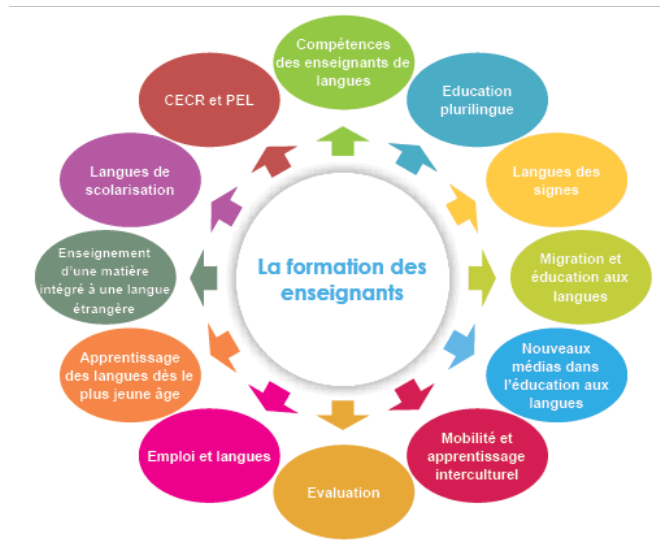 Compétences
des enseignants de
langues
Education
plurilingue
Langues des
signes
Migration et
éducation aux
langues
Nouveaux
médias dans
l'éducation aux
langues
Mobilité et
apprentissage
interculturel
Evaluation
Emploi et langues
Apprentissage
des langues dès le
plus jeune âge
Enseignement
d'une matière
intégré à une langue
étrangère
Langues de
scolarisation
CECR et PEL
La formation des
enseignants